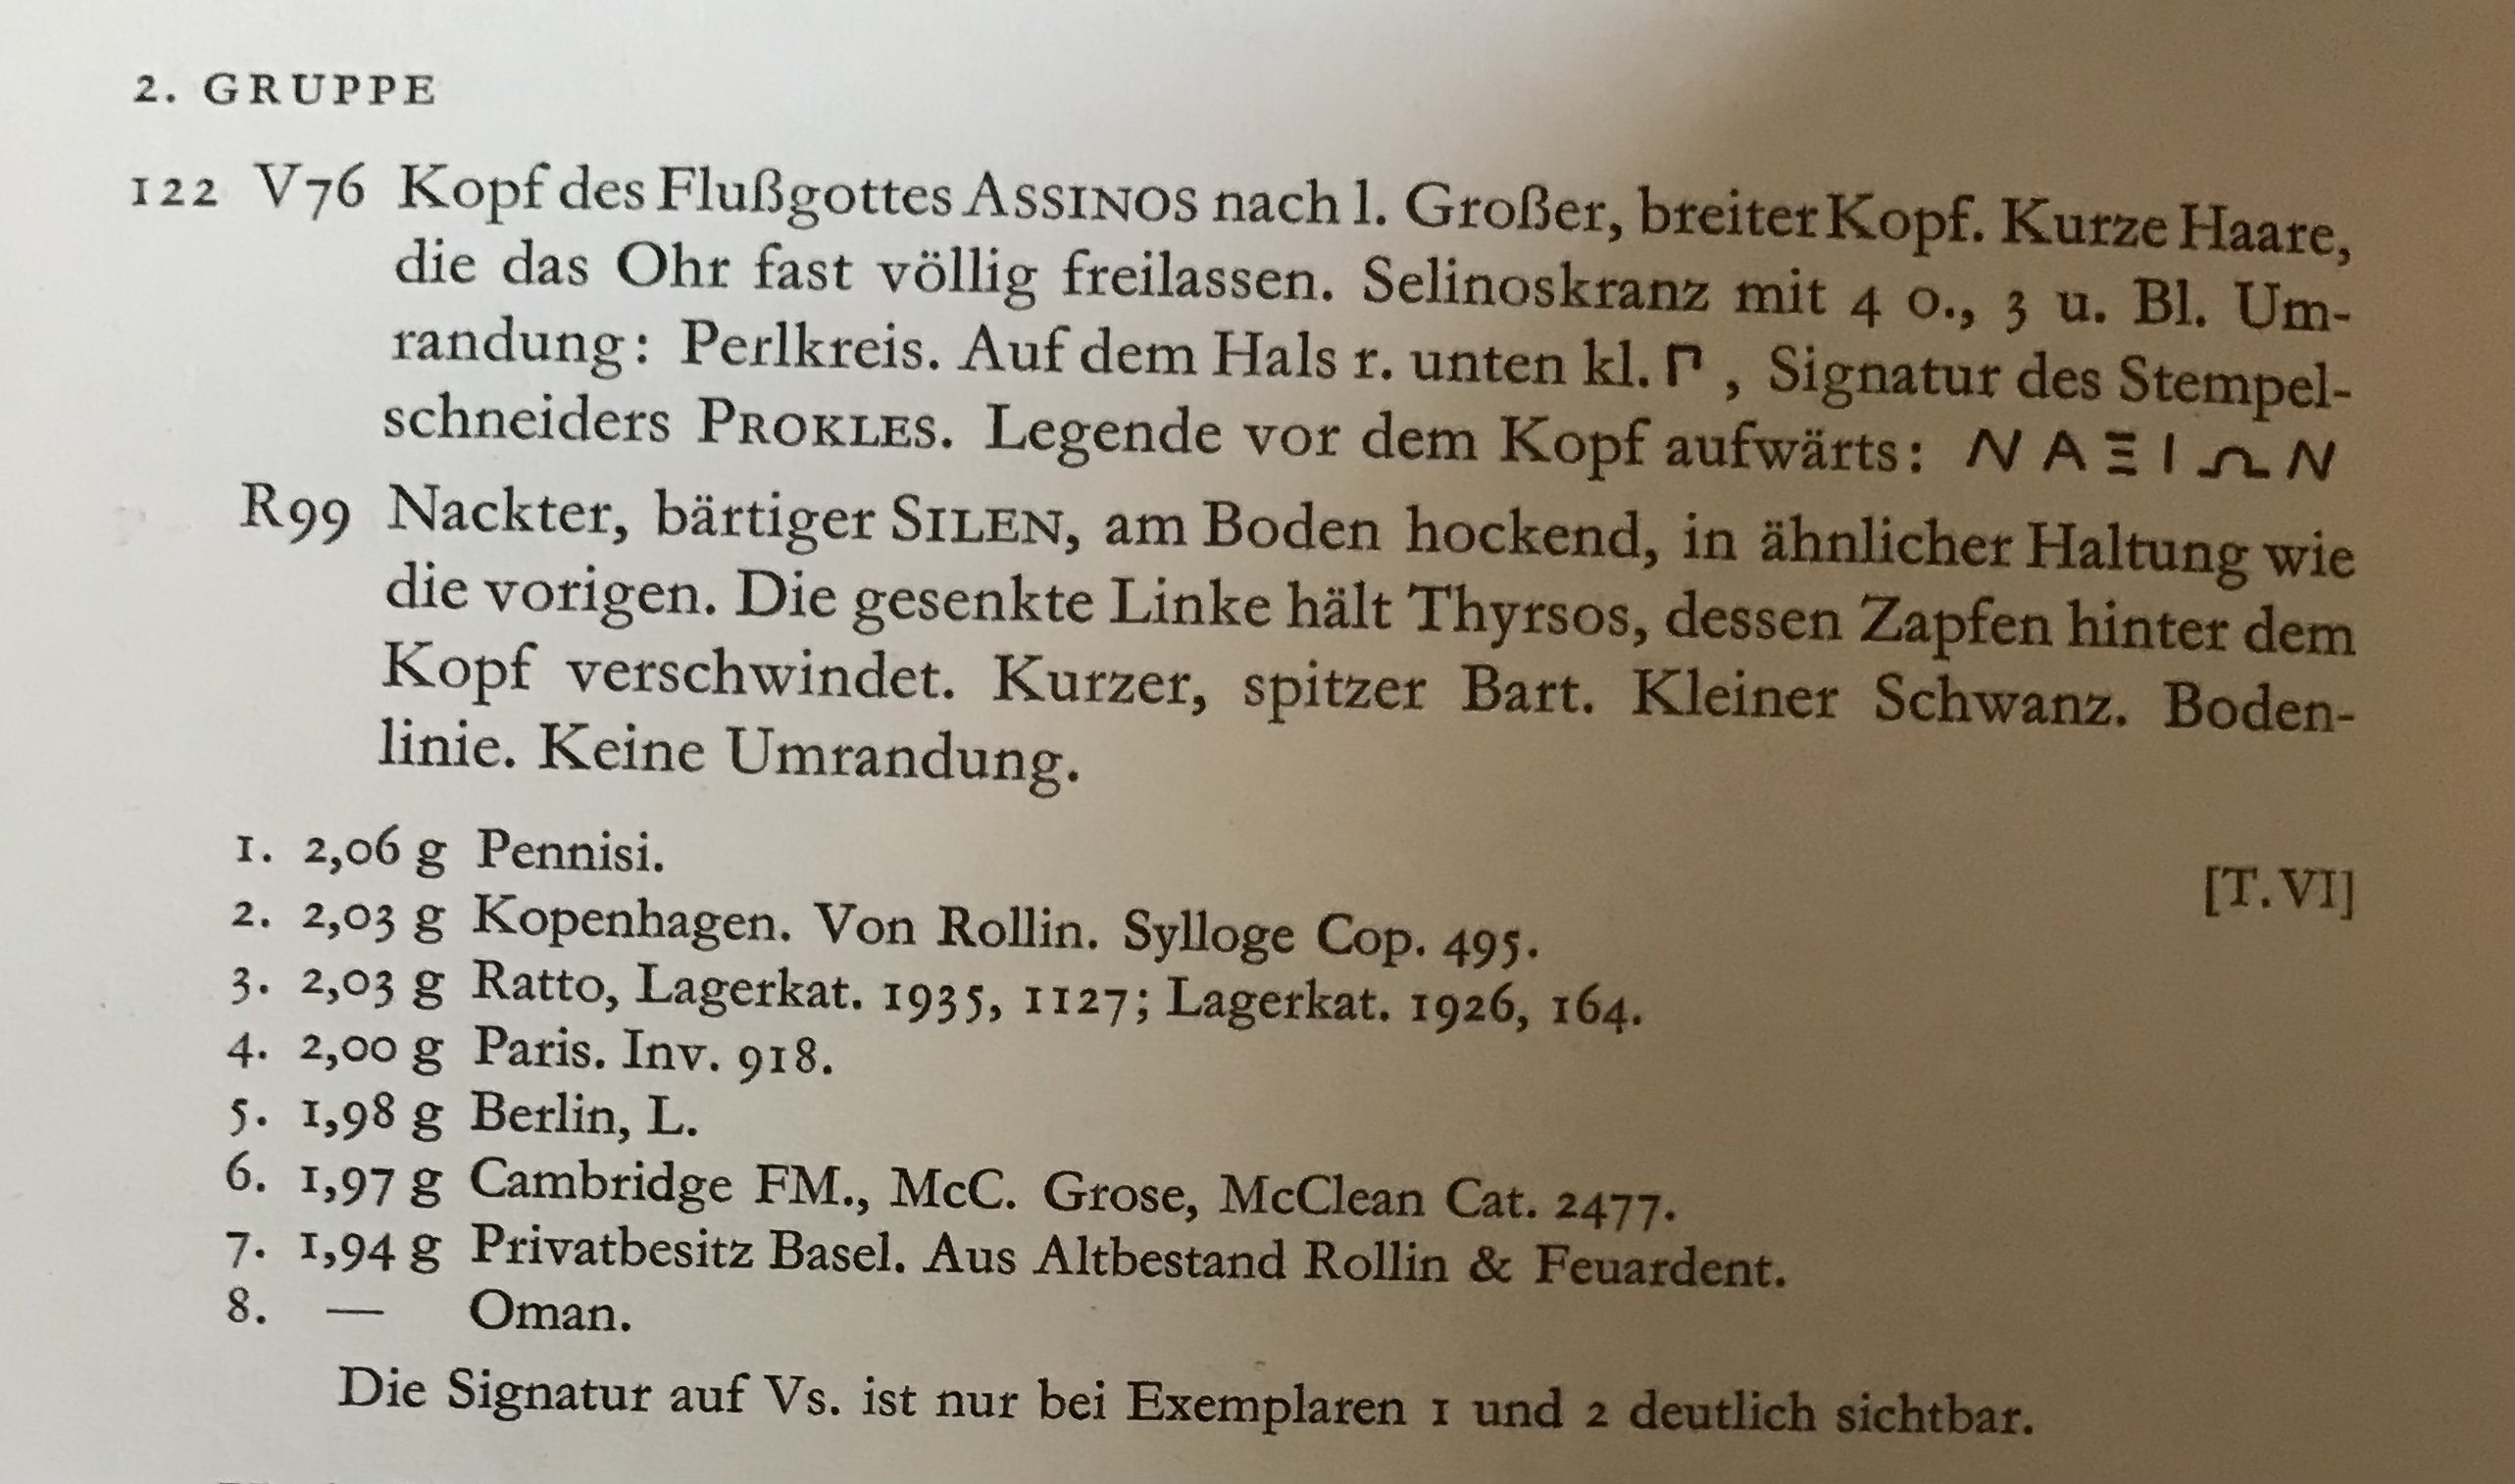 2. GRUPPE
122 V76 Kopf des Flußgottes ASSINOS nach l. Großer, breiter Kopf. Kurze Haare,
die das Ohr fast völlig freilassen. Selinoskranz mit 4 o., 3 u. Bl. Um-
randung: Perlkreis. Auf dem Hals r. unten kl. Π, Signatur des Stempel-
schneiders PROKLES. Legende vor dem Kopf aufwärts: ΝΑΞΙΩΝ
R99 Nackter, bärtiger SILEN, am Boden hockend, in ähnlicher Haltung wie
die vorigen. Die gesenkte Linke hält Thyrsos, dessen Zapfen hinter dem
Kopf verschwindet. Kurzer, spitzer Bart. Kleiner Schwanz. Boden-
linie. Keine Umrandung.
1. 2,06 g Pennisi. [T. VI]
2. 2,03 g Kopenhagen. Von Rollin. Sylloge Cop. 495.
3. 2,03 g Ratto, Lagerkat. 1935, 1127; Lagerkat. 1926, 164.
4. 2,00 g Paris. Inv. 918.
5. 1,98 g Berlin, L.
6. 1,97 g Cambridge FM., McC. Grose, McClean Cat. 2477.
7. 1,94 g Privatbesitz Basel. Aus Altbestand Rollin & Feuardent.
8. — Oman.
Die Signatur auf Vs. ist nur bei Exemplaren 1 und 2 deutlich sichtbar.